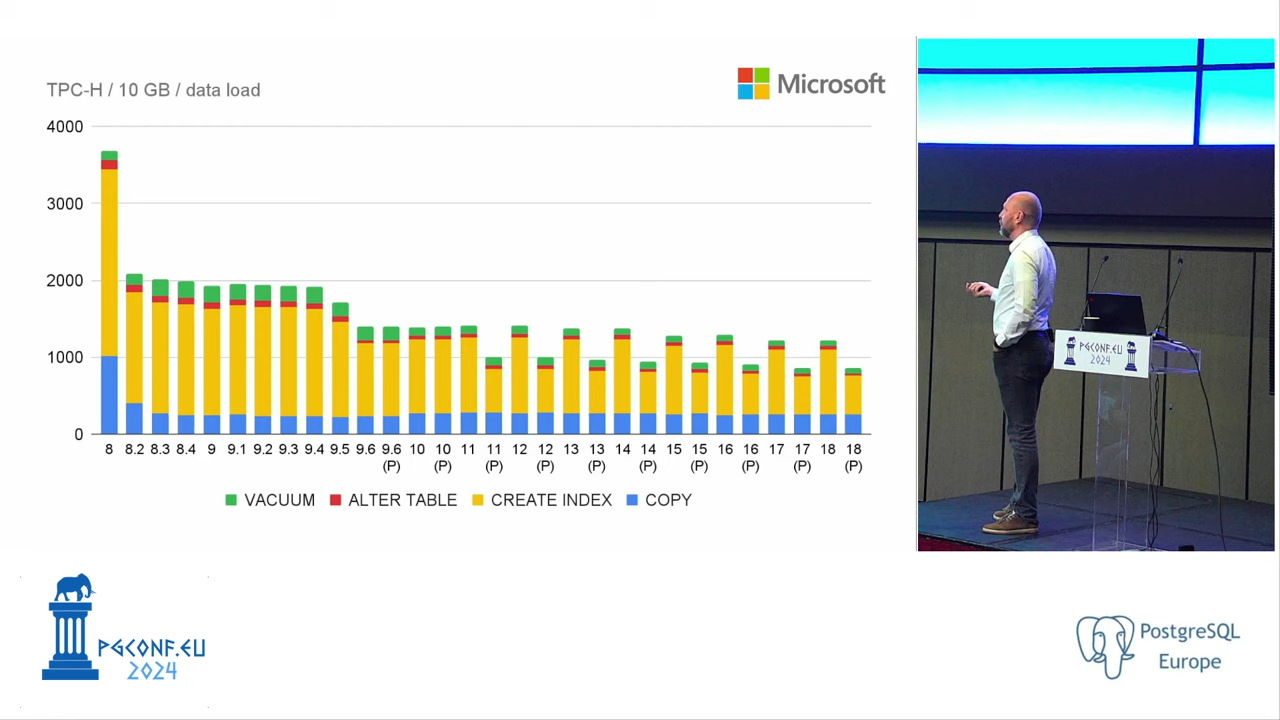 TPC-H / 10 GB / data load
Microsoft
4000
3000
2000
1000
0
8 8.2 8.3 8.4 9 9.1 9.2 9.3 9.4 9.5 9.6 9.6 (P) 10 10 (P) 11 11 (P) 12 12 (P) 13 13 (P) 14 14 (P) 15 15 (P) 16 16 (P) 17 17 (P) 18 18 (P)
VACUUM ALTER TABLE CREATE INDEX COPY
PGCONF.EU
2024
PGCONF.EU
2024
PostgreSQL
Europe